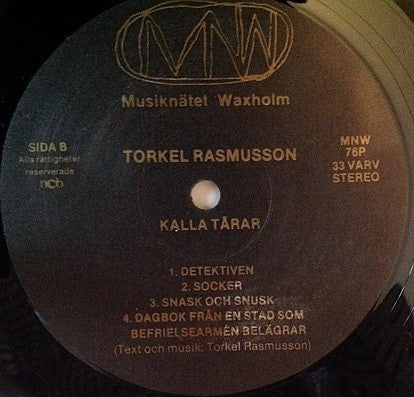 MNW
Musiknätet Waxholm
SIDA B
Alla rättigheter
reserverade
ncb
TORKEL RASMUSSON
MNW
76P
33 VARV
STEREO
KALLA TÅRAR
1. DETEKTIVEN
2. SOCKER
3. SNASK OCH SNUSK
4. DAGBOK FRÅN EN STAD SOM
BEFRIELSEARMÉN BELÄGRAR
(Text och musik: Torkel Rasmusson)